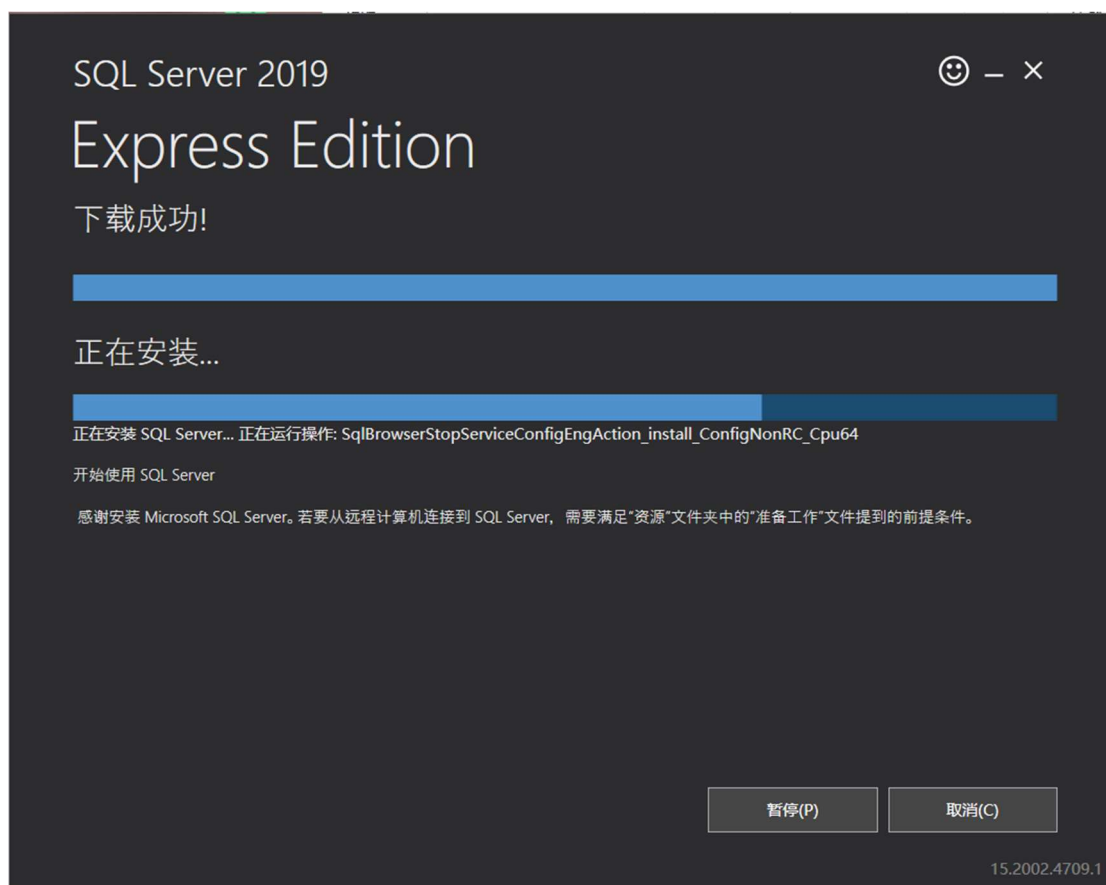 SQL Server 2019
Express Edition
下载成功!
正在安装...
正在安装 SQL Server... 正在运行操作: SqlBrowserStopServiceConfigEngAction_install_ConfigNonRC_Cpu64
开始使用 SQL Server
感谢安装 Microsoft SQL Server。若要从远程计算机连接到 SQL Server，需要满足“资源”文件夹中的“准备工作”文件提到的前提条件。
暂停(P)
取消(C)
15.2002.4709.1